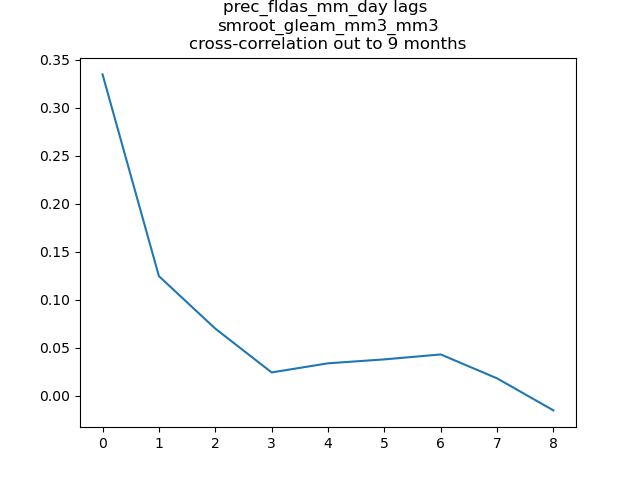 prec_fldas_mm_day lags
smroot_gleam_mm3_mm3
cross-correlation out to 9 months
0.35
0.30
0.25
0.20
0.15
0.10
0.05
0.00
0 1 2 3 4 5 6 7 8